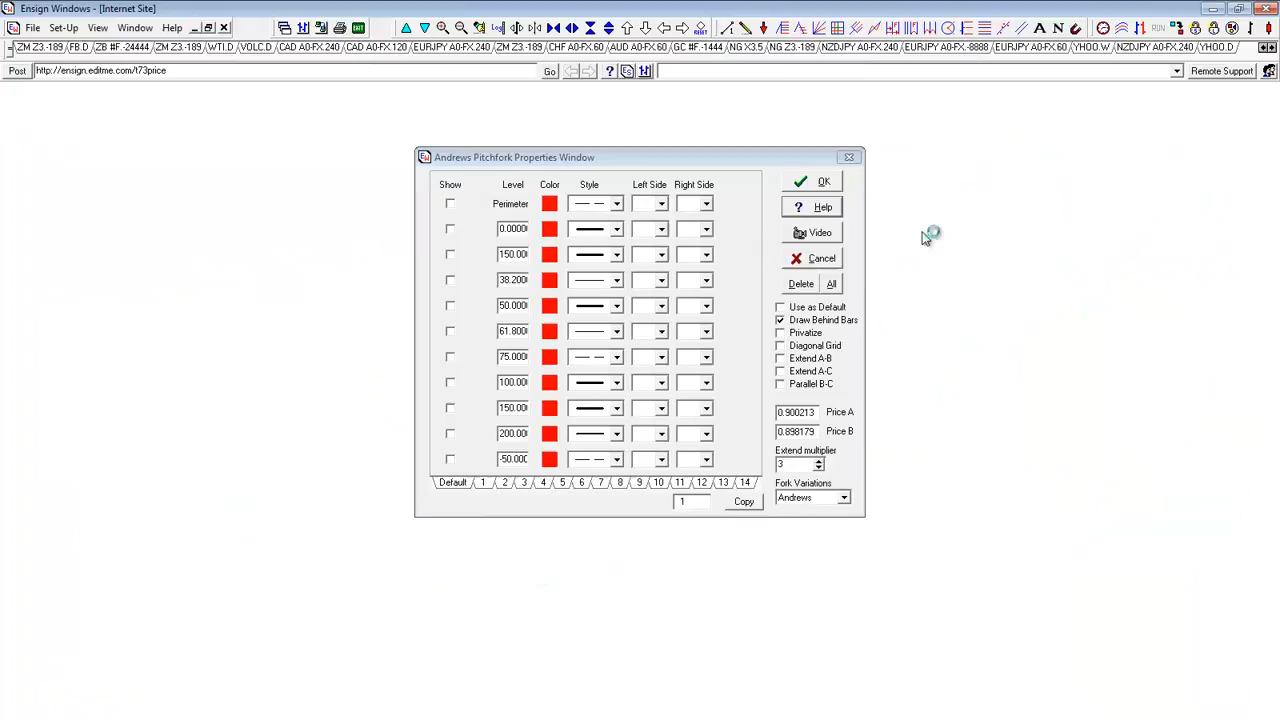 Ensign Windows - [Internet Site]
File Set-Up View Window Help
ZM Z3.-189 FB.D ZB #F.-24444 ZM Z3.-189 WTI.D VOLC.D CAD A0-FX.240 CAD A0-FX.120 EURJPY A0-FX.60 ZM Z3.-189 CHF A0-FX.60 AUD A0-FX.60 GC #F.-1444 NG X3.5 NG Z3.-189 NZDJPY A0-FX.240 EURJPY A0-FX.-8888 EURJPY A0-FX.60 YHOO.W NZDJPY A0-FX.240 YHOO.D
Post http://ensign.editme.com/t73price Go Remote Support
Andrews Pitchfork Properties Window
Show Level Color Style Left Side Right Side
OK
Perimeter
Help
0.0000
Video
150.00
Cancel
38.2000
Delete All
50.000
Use as Default
Draw Behind Bars
61.8000
Privatize
Diagonal Grid
75.000
Extend A-B
Extend A-C
100.00
Parallel B-C
150.00
0.900213 Price A
200.00
0.898179 Price B
Extend multiplier
-50.000
3
Default 1 2 3 4 5 6 7 8 9 10 11 12 13 14
Fork Variations
1 Copy
Andrews